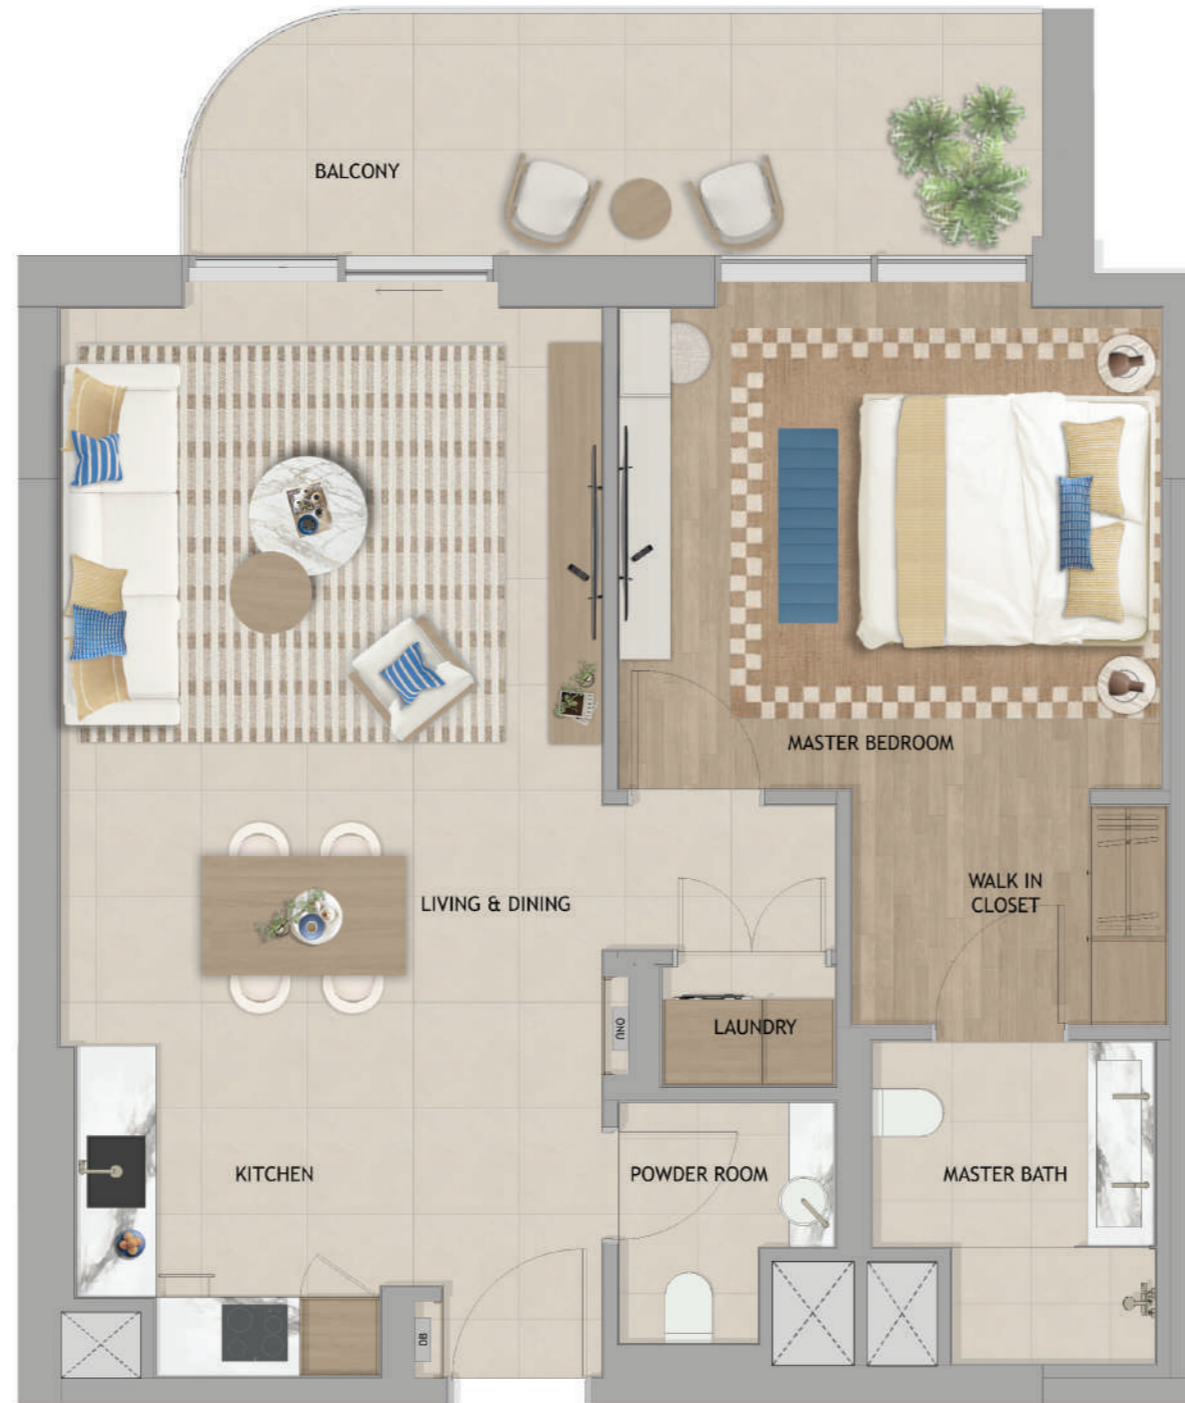 BALCONY
MASTER BEDROOM
LIVING & DINING
WALK IN
CLOSET
ONU
LAUNDRY
KITCHEN
POWDER ROOM
MASTER BATH
DB